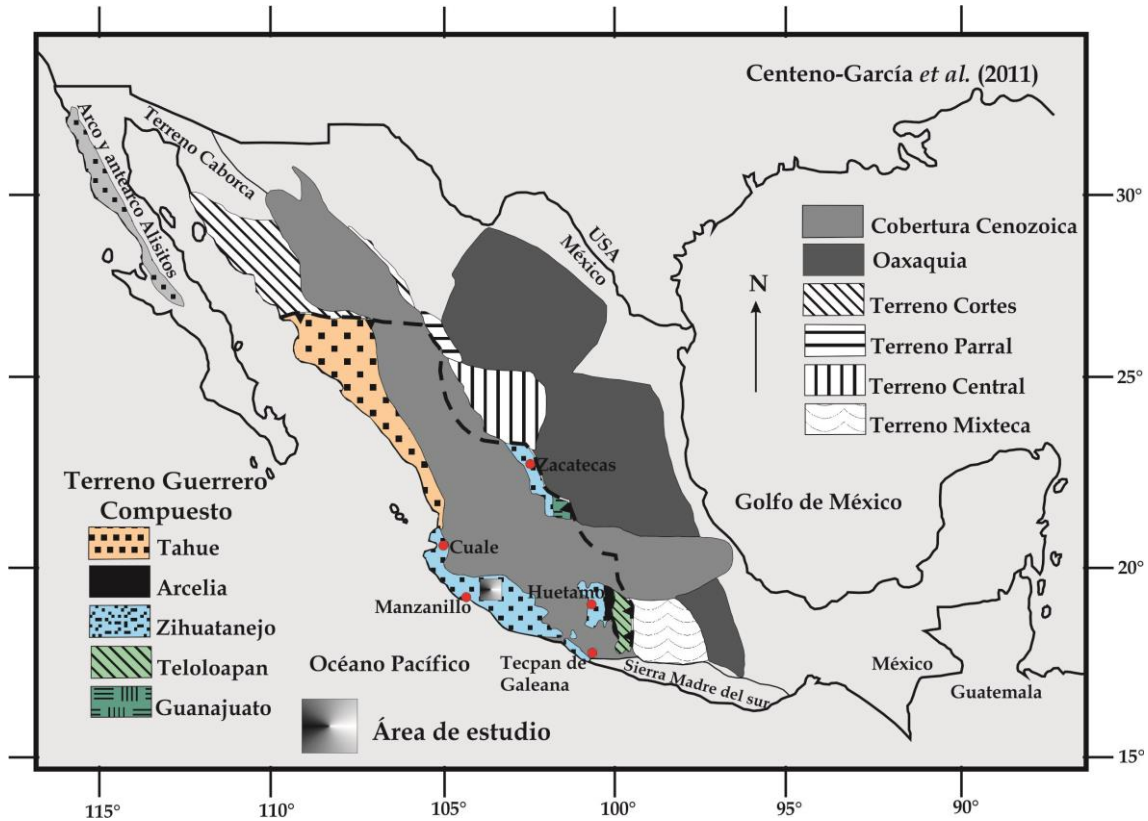 Centeno-García et al. (2011)
Terreno Caborca
Arco y antearco Alisitos
USA
México
30°
Cobertura Cenozoica
Oaxaquia
N
Terreno Cortes
Terreno Parral
25°
Terreno Central
Terreno Mixteca
Zacatecas
Golfo de México
Terreno Guerrero
Compuesto
Tahue
Arcelia
Zihuatanejo
Teloloapan
Guanajuato
Cuale
20°
Huetamo
Manzanillo
Océano Pacífico
Tecpan de
Galeana
Sierra Madre del sur
México
Guatemala
Área de estudio
15°
115°
110°
105°
100°
95°
90°